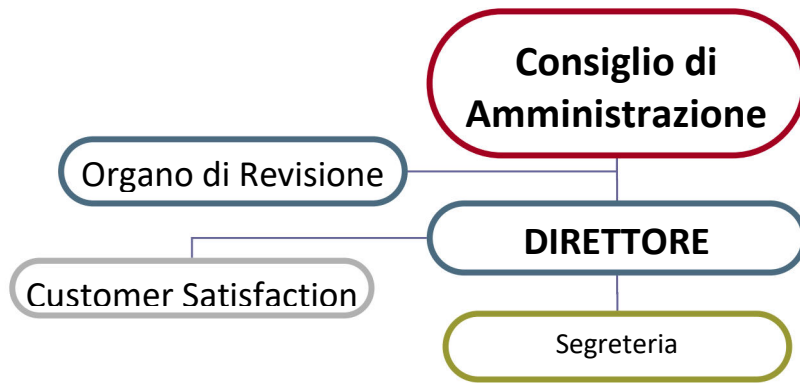 Consiglio di
Amministrazione
Organo di Revisione
DIRETTORE
Customer Satisfaction
Segreteria